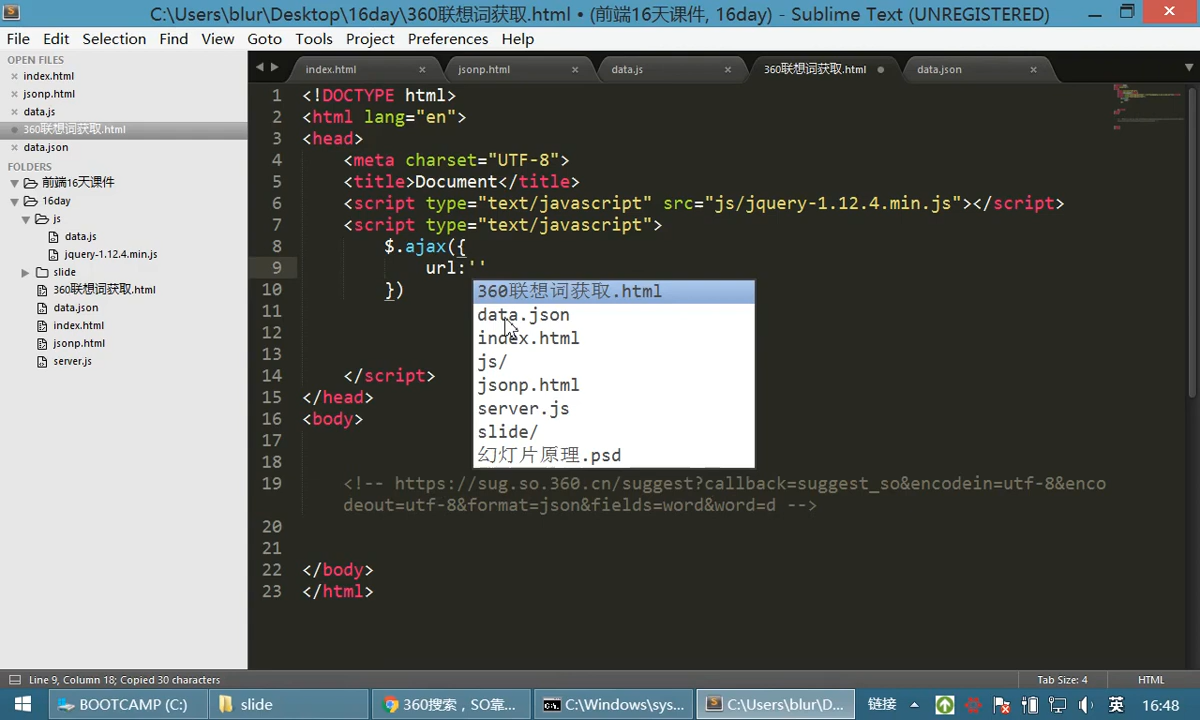 C:\Users\blur\Desktop\16day\360联想词获取.html • (前端16天课件, 16day) - Sublime Text (UNREGISTERED)
File Edit Selection Find View Goto Tools Project Preferences Help
OPEN FILES
index.html
jsonp.html
data.js
360联想词获取.html
data.json
FOLDERS
前端16天课件
16day
js
data.js
jquery-1.12.4.min.js
slide
360联想词获取.html
data.json
index.html
jsonp.html
server.js
index.html jsonp.html data.js 360联想词获取.html data.json
1 <!DOCTYPE html>
2 <html lang="en">
3 <head>
4 <meta charset="UTF-8">
5 <title>Document</title>
6 <script type="text/javascript" src="js/jquery-1.12.4.min.js"></script>
7 <script type="text/javascript">
8 $.ajax({
9 url:''
10 })
11
12
13
14 </script>
15 </head>
16 <body>
17
18
19 <!-- https://sug.so.360.cn/suggest?callback=suggest_so&encodein=utf-8&enco
deout=utf-8&format=json&fields=word&word=d -->
20
21
22 </body>
23 </html>
360联想词获取.html
data.json
index.html
js/
jsonp.html
server.js
slide/
幻灯片原理.psd
Line 9, Column 18; Copied 30 characters Tab Size: 4 HTML
BOOTCAMP (C:) slide 360搜索，SO靠... C:\Windows\sys... C:\Users\blur\D... 链接 英 16:48